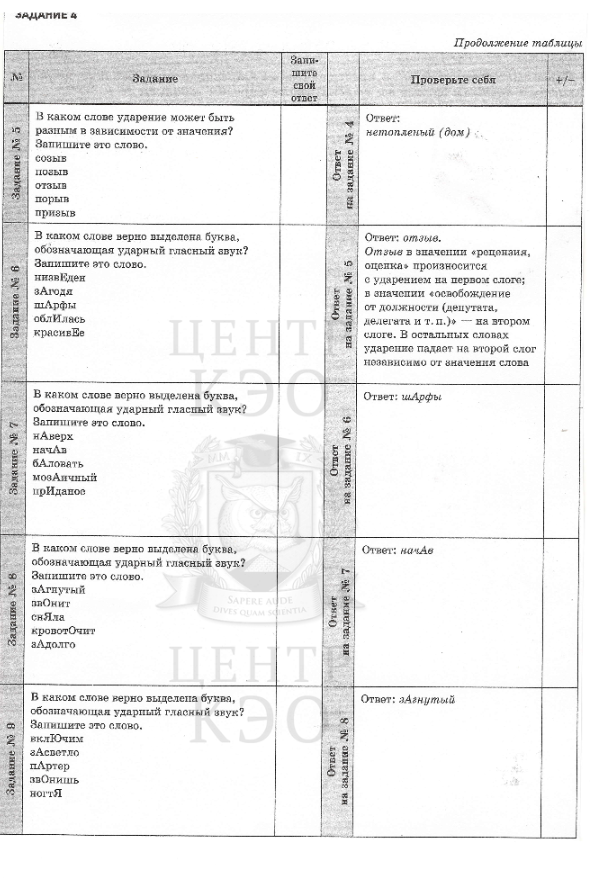 ЗАДАНИЕ 4
Продолжение таблицы
№
Задание
Запи-
шите
свой
ответ
Проверьте себя
+/−
Задание № 5
В каком слове ударение может быть
разным в зависимости от значения?
Запишите это слово.
созыв
позыв
отзыв
порыв
призыв
Ответ
на задание № 4
Ответ:
нетопленый (дом)
Задание № 6
В каком слове верно выделена буква,
обозначающая ударный гласный звук?
Запишите это слово.
низвЕден
зАгодя
шАрфы
облИлась
красивЕе
Ответ
на задание № 5
Ответ: отзыв.
Отзыв в значении «рецензия,
оценка» произносится
с ударением на первом слоге;
в значении «освобождение
от должности (депутата,
делегата и т. п.)» — на втором
слоге. В остальных словах
ударение падает на второй слог
независимо от значения слова
Задание № 7
В каком слове верно выделена буква,
обозначающая ударный гласный звук?
Запишите это слово.
нАверх
начАв
бАловать
мозАичный
прИданое
Ответ
на задание № 6
Ответ: шАрфы
Задание № 8
В каком слове верно выделена буква,
обозначающая ударный гласный звук?
Запишите это слово.
зАгнутый
звОнит
снЯла
кровотОчит
зАдолго
Ответ
на задание № 7
Ответ: начАв
Задание № 9
В каком слове верно выделена буква,
обозначающая ударный гласный звук?
Запишите это слово.
вклЮчим
зАсветло
пАртер
звОнишь
ногтЯ
Ответ
на задание № 8
Ответ: зАгнутый
ЦЕНТР
КЭО
SAPERE AUDE
DIVES QUAM SCIENTIA
ЦЕНТР
КЭО